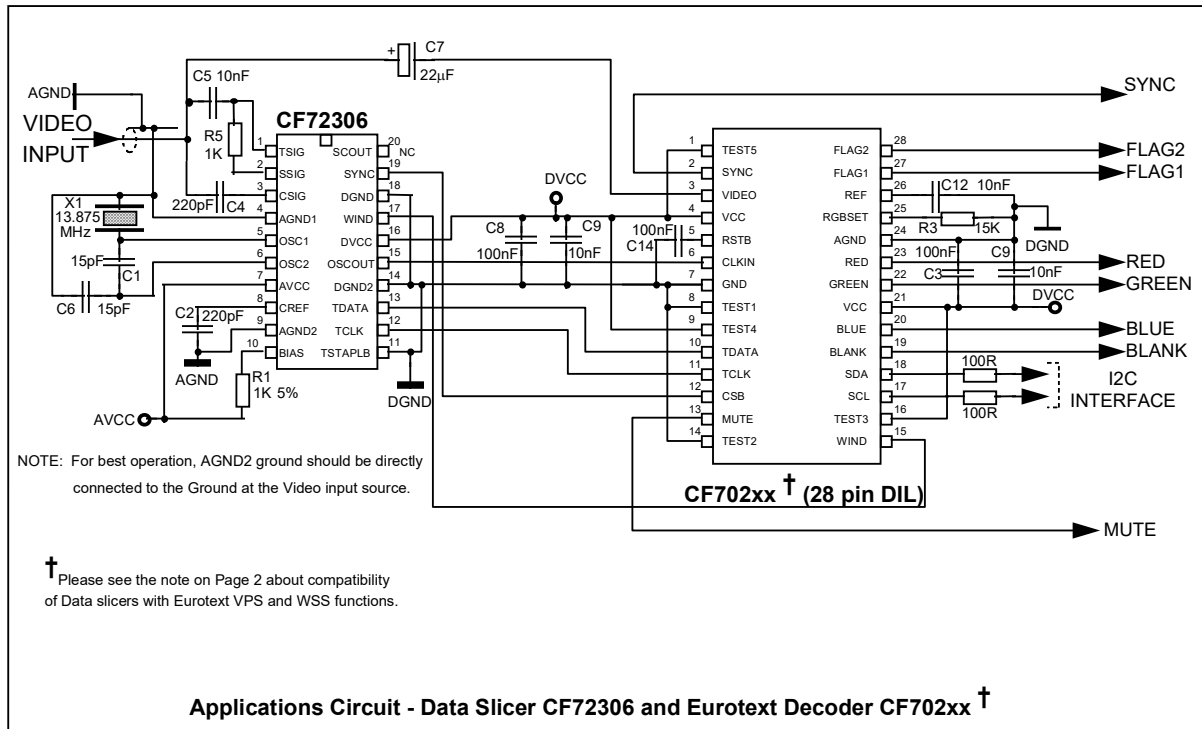 AGND
VIDEO
INPUT
C5 10nF
R5
1K
220pF
C4
X1
13.875
MHz
15pF
C1
C6
15pF
C2
220pF
AGND
R1
1K 5%
AVCC
+
C7
22µF
CF72306
1 TSIG
2 SSIG
3 CSIG
4 AGND1
5 OSC1
6 OSC2
7 AVCC
8 CREF
9 AGND2
10 BIAS
SCOUT 20
NC
SYNC 19
DGND 18
WIND 17
DVCC 16
OSCOUT 15
DGND2 14
TDATA 13
TCLK 12
TSTAPLB 11
DGND
DVCC
C8
100nF
C9
10nF
100nF
C14
1 TEST5
2 SYNC
3 VIDEO
4 VCC
5 RSTB
6 CLKIN
7 GND
8 TEST1
9 TEST4
10 TDATA
11 TCLK
12 CSB
13 MUTE
14 TEST2
FLAG2 28
FLAG1 27
REF 26
RGBSET 25
AGND 24
RED 23
GREEN 22
VCC 21
BLUE 20
BLANK 19
SDA 18
SCL 17
TEST3 16
WIND 15
CF702xx † (28 pin DIL)
C12
10nF
R3
15K
DGND
100nF
C3
C9
10nF
DVCC
100R
100R
SYNC
FLAG2
FLAG1
RED
GREEN
BLUE
BLANK
I2C
INTERFACE
MUTE
NOTE: For best operation, AGND2 ground should be directly
connected to the Ground at the Video input source.
† Please see the note on Page 2 about compatibility
of Data slicers with Eurotext VPS and WSS functions.
Applications Circuit - Data Slicer CF72306 and Eurotext Decoder CF702xx †